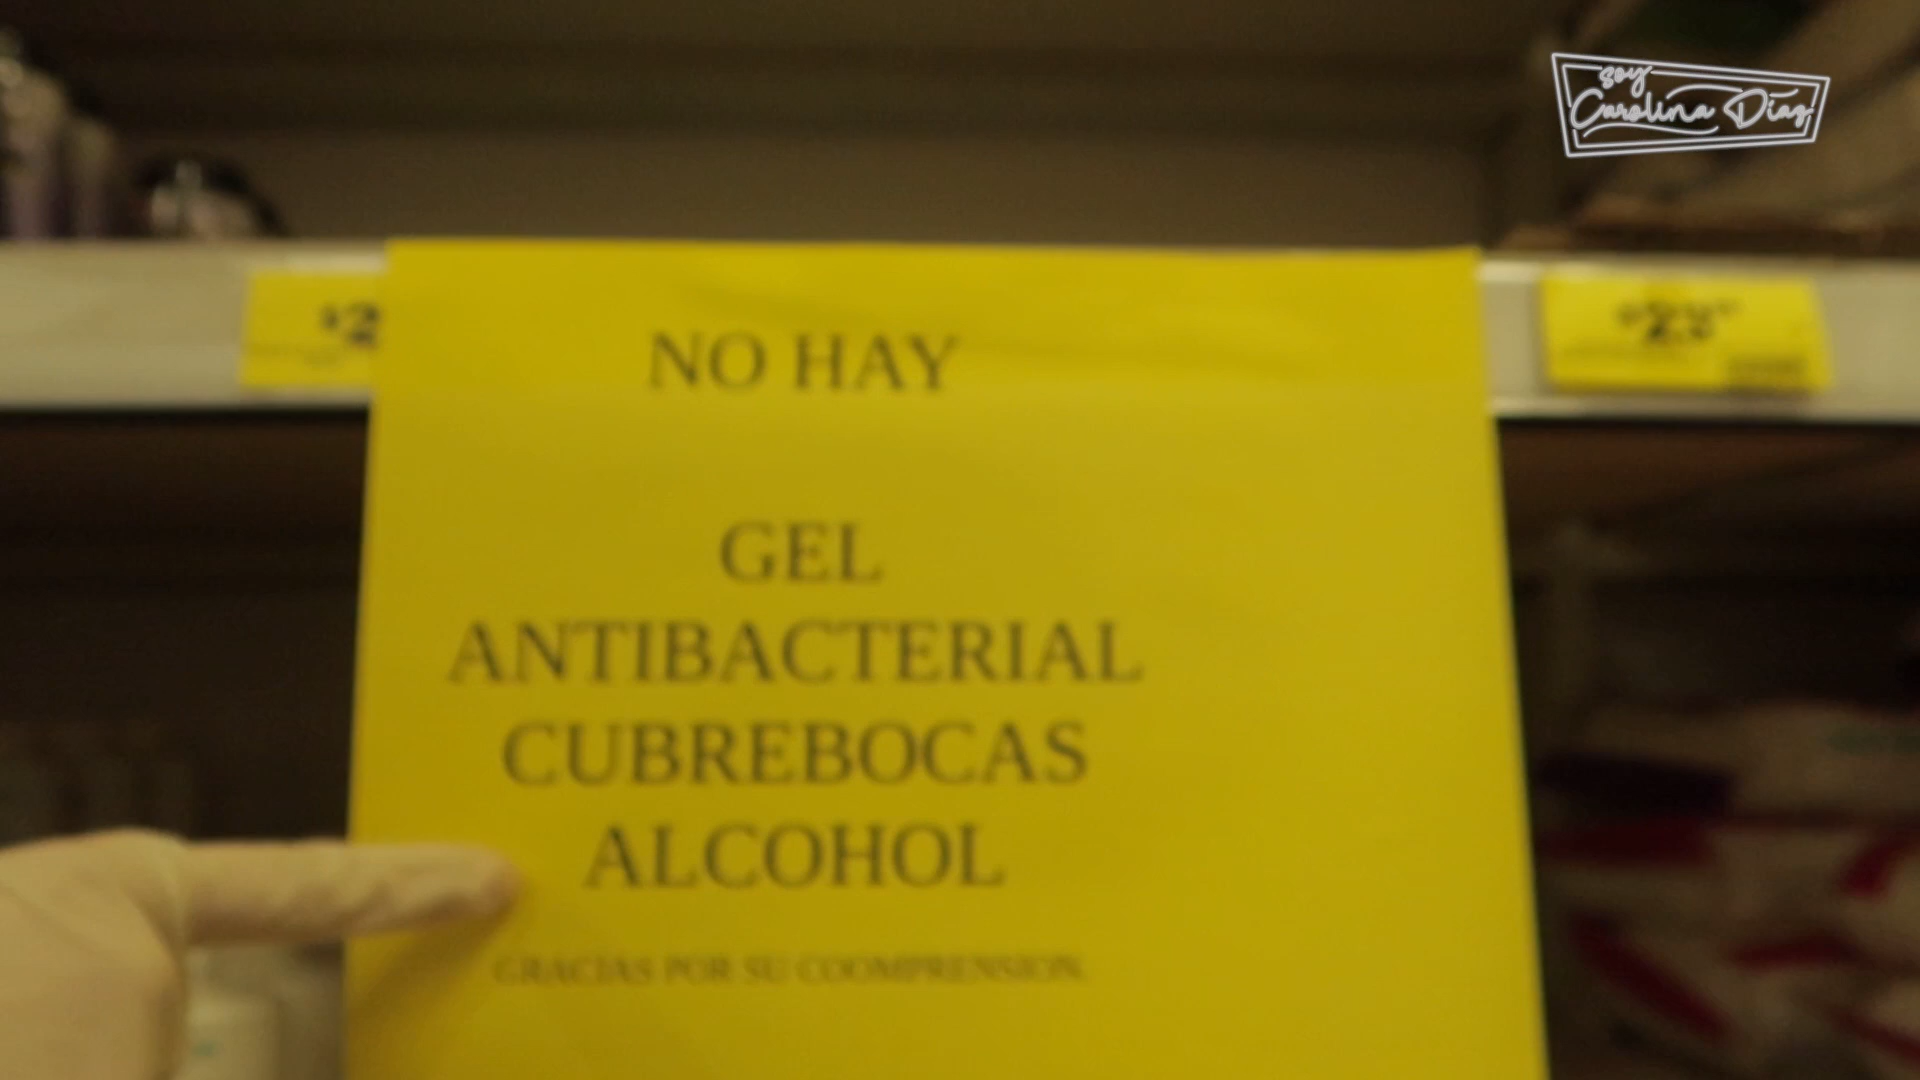 soy
Carolina Díaz
NO HAY
GEL
ANTIBACTERIAL
CUBREBOCAS
ALCOHOL
GRACIAS POR SU COOMPRENSION.